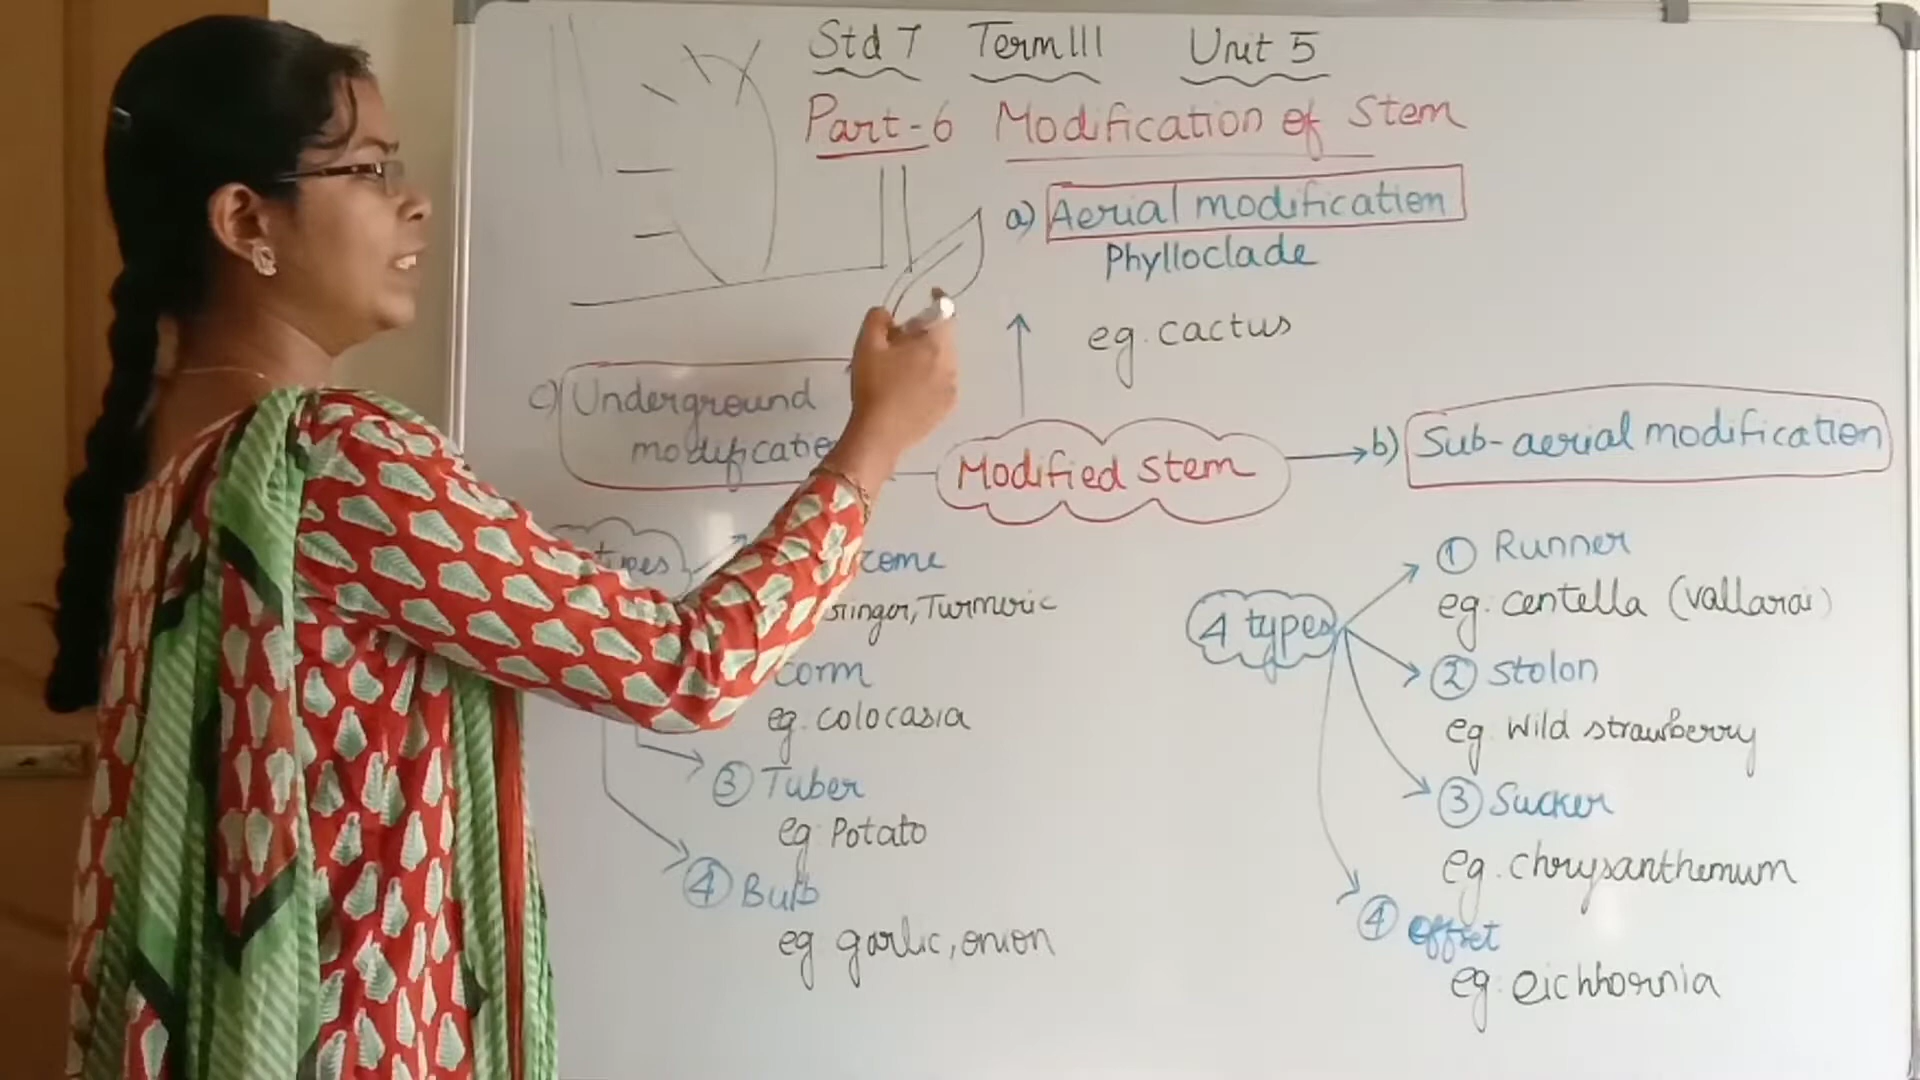 Std 7 Term III Unit 5
Part-6 Modification of Stem
a) Aerial modification
Phylloclade
eg. cactus
c) Underground
modificatio
Modified stem
b) Sub-aerial modification
types
eg. Ginger, Turmeric
corm
eg. colocasia
③ Tuber
eg. Potato
④ Bulb
eg garlic, onion
4 types
① Runner
eg. centella (vallarai)
② Stolon
eg. wild strawberry
③ Sucker
eg. chrysanthemum
④ offset
eg. eichhornia